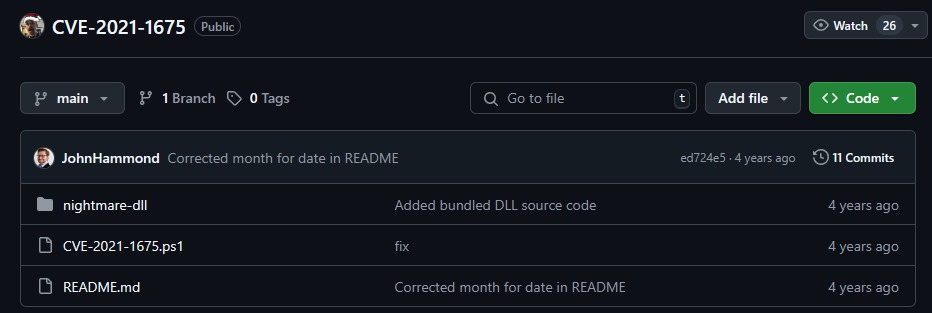 CVE-2021-1675 Public Watch 26
main 1 Branch 0 Tags Go to file t Add file Code
JohnHammond Corrected month for date in README ed724e5 · 4 years ago 11 Commits
nightmare-dll Added bundled DLL source code 4 years ago
CVE-2021-1675.ps1 fix 4 years ago
README.md Corrected month for date in README 4 years ago